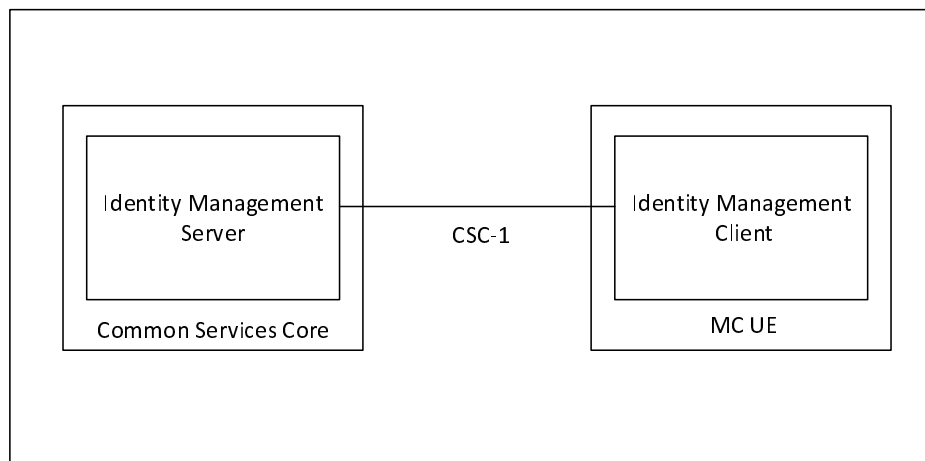 Identity Management
Server
Common Services Core
CSC-1
Identity Management
Client
MC UE